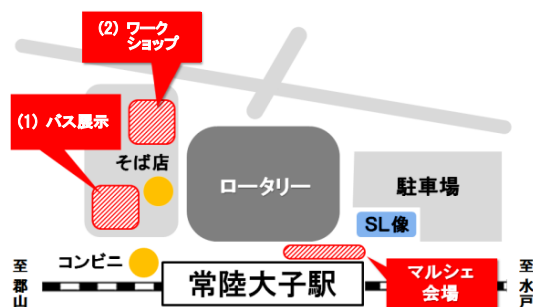 (2) ワーク
ショップ
(1) バス展示
そば店
ロータリー
駐車場
SL像
コンビニ
常陸大子駅
マルシェ
会場
至
郡
山
至
水
戸